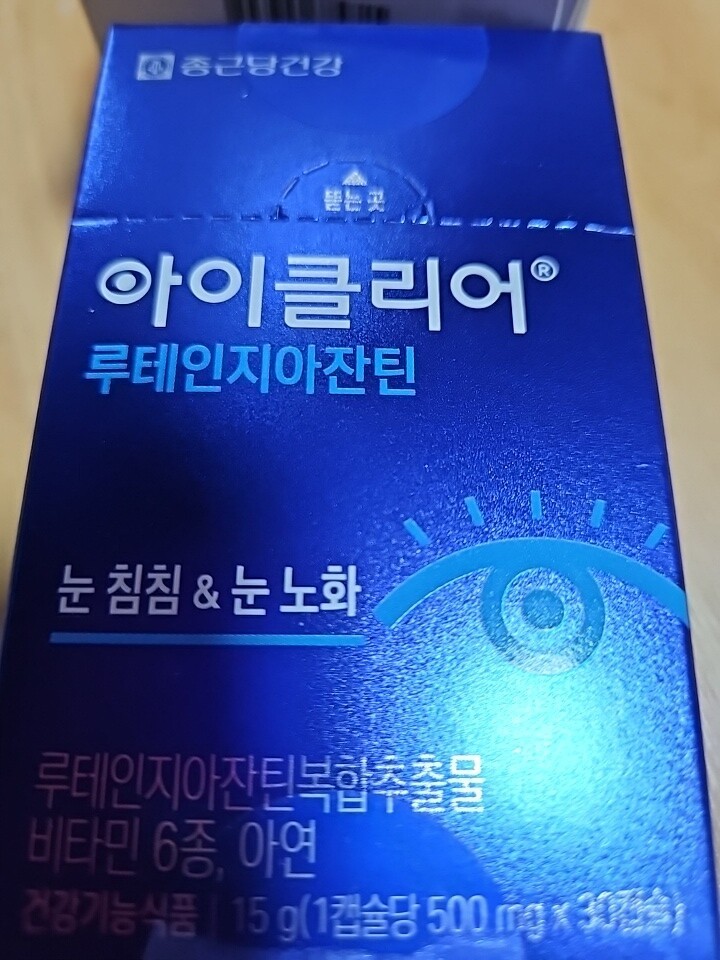 종근당건강
뜯는 곳
아이클리어®
루테인지아잔틴
눈 침침 & 눈 노화
루테인지아잔틴복합추출물
비타민 6종, 아연
건강기능식품 | 15 g(1캡슐당 500 mg x 30캡슐)